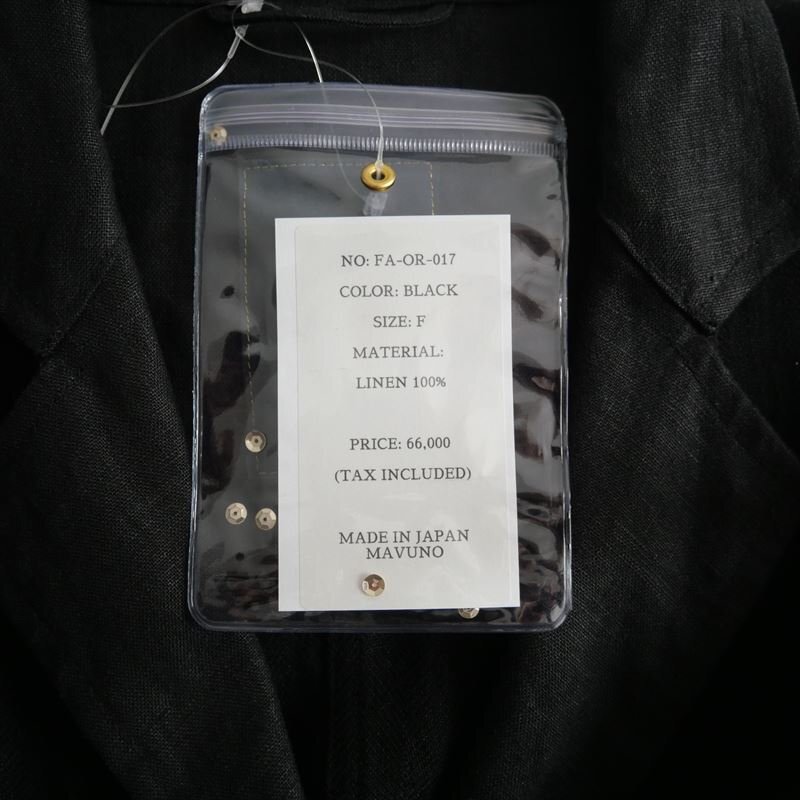 NO: FA-OR-017
COLOR: BLACK
SIZE: F
MATERIAL:
LINEN 100%
PRICE: 66,000
(TAX INCLUDED)
MADE IN JAPAN
MAVUNO